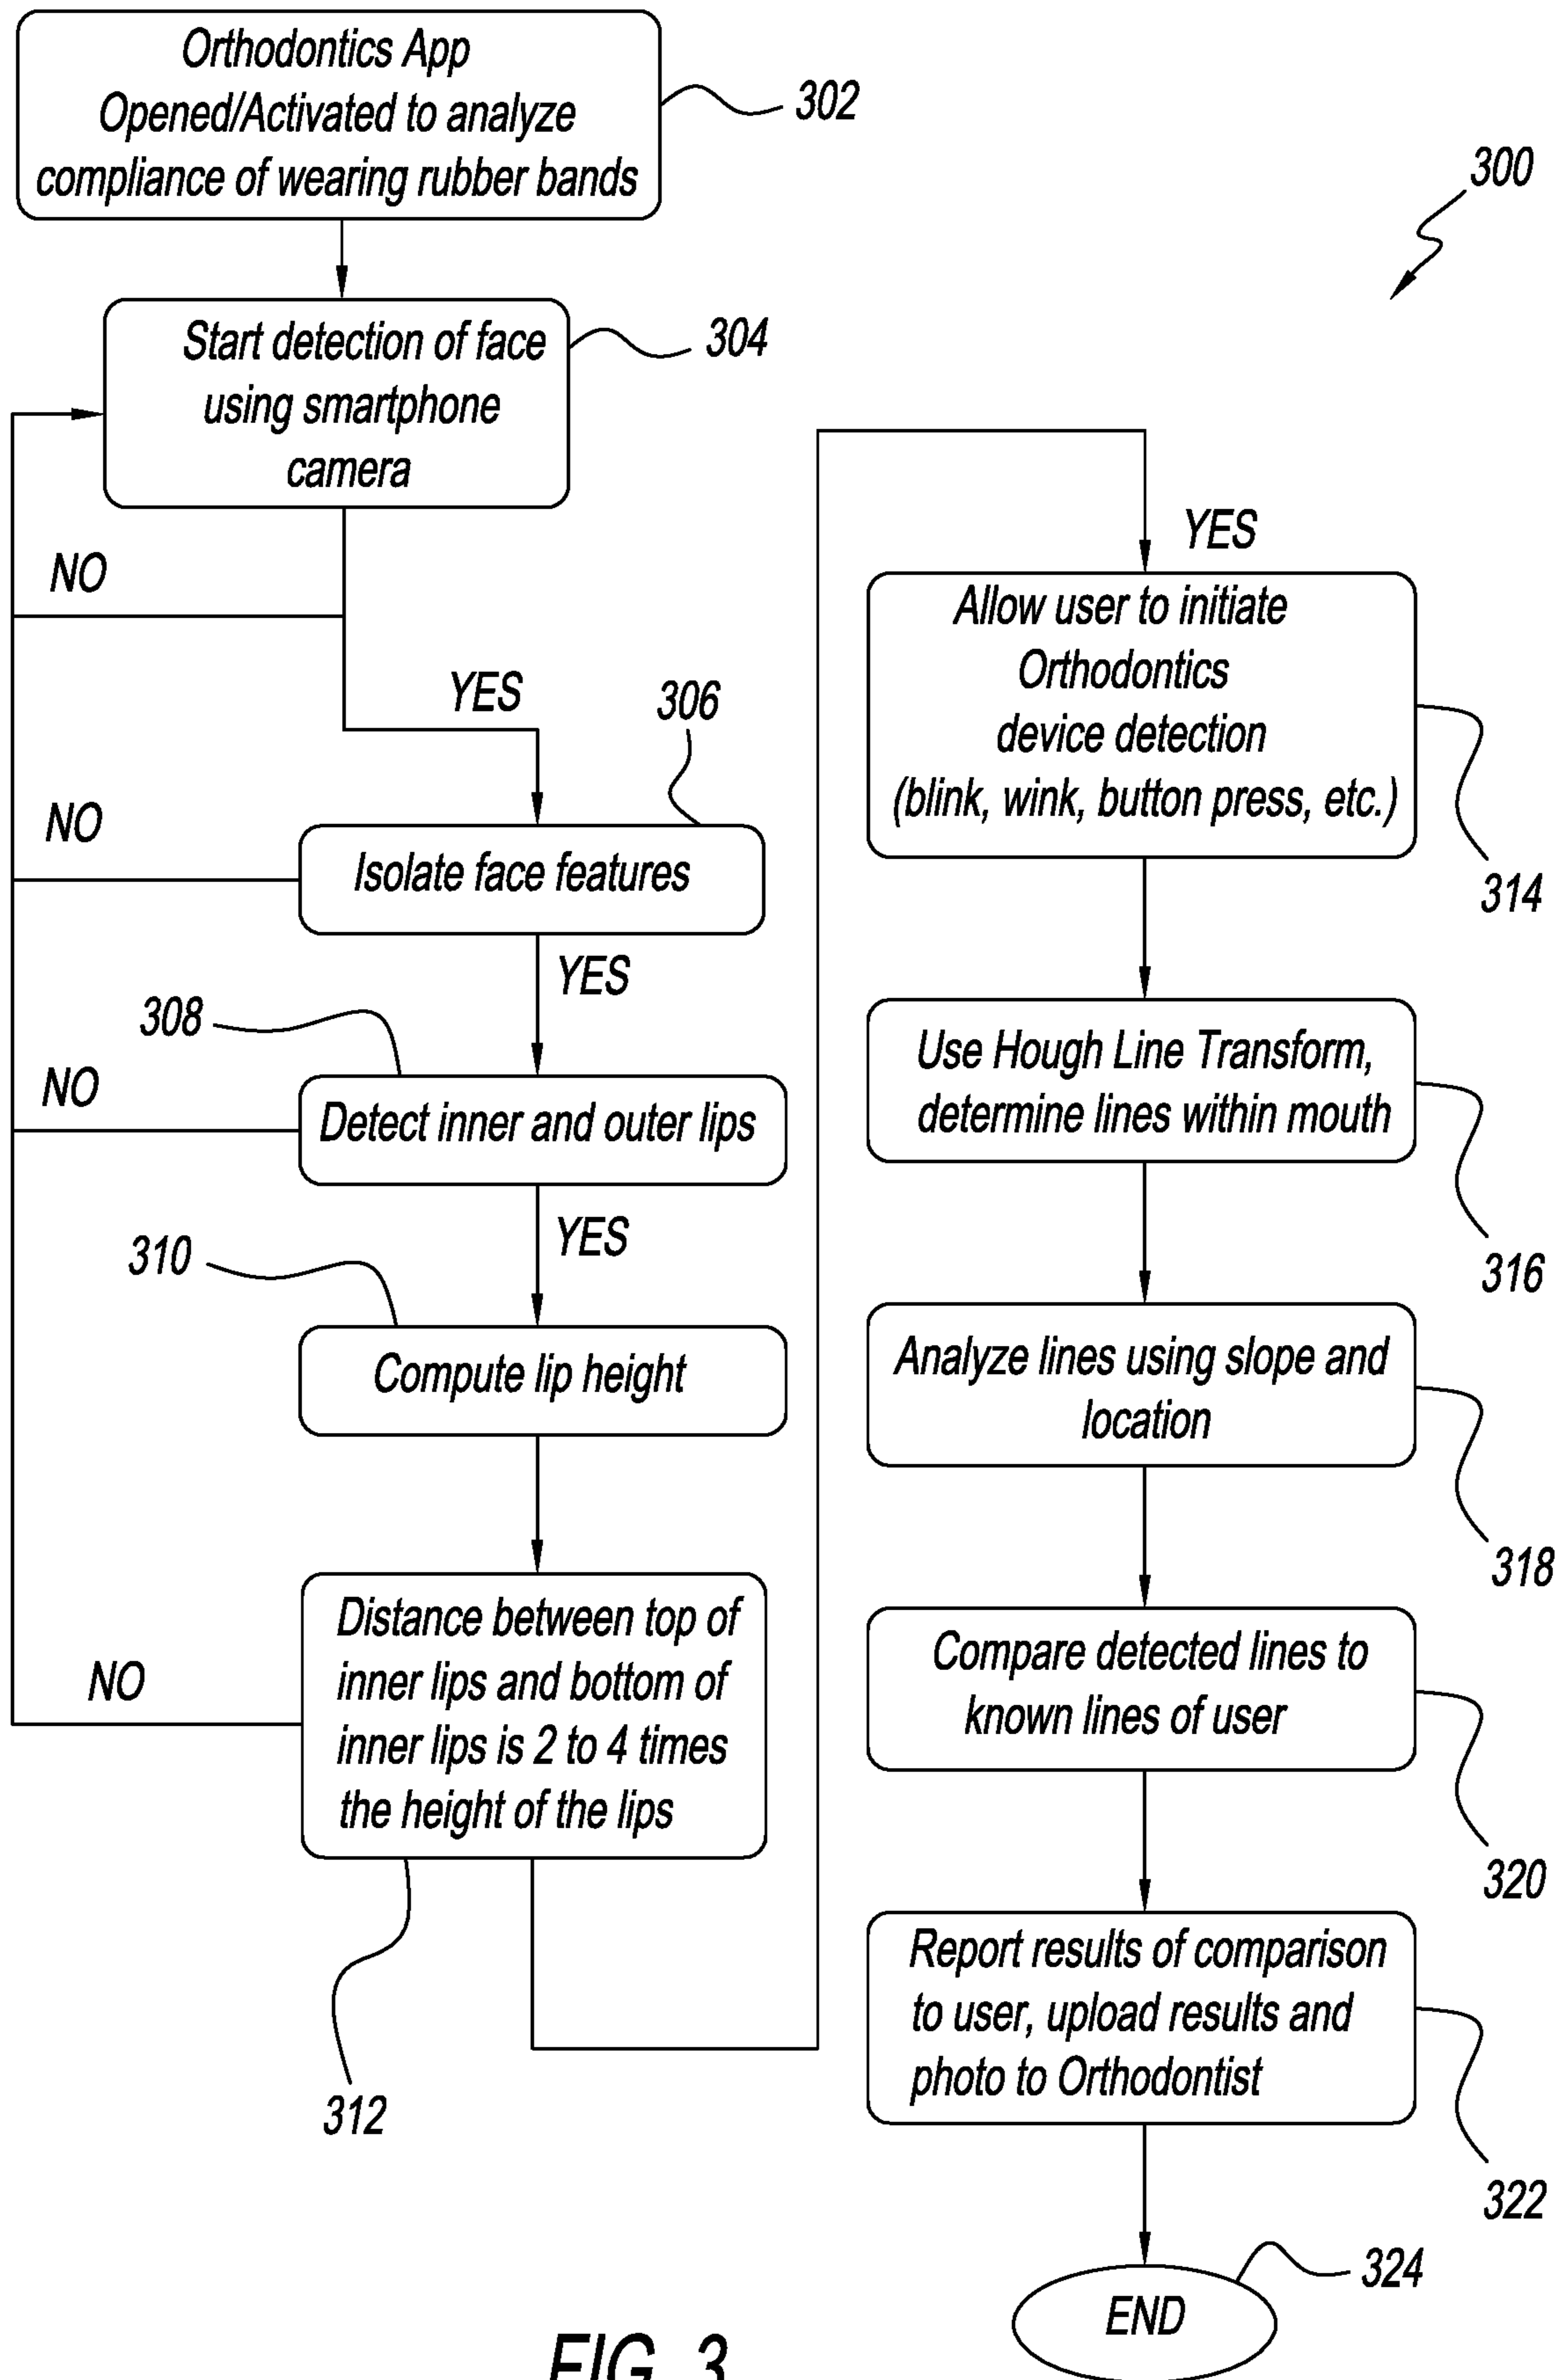 Orthodontics App
Opened/Activated to analyze
compliance of wearing rubber bands
302
300
Start detection of face
using smartphone
camera
304
NO
YES
306
NO
Isolate face features
YES
308
NO
Detect inner and outer lips
YES
310
Compute lip height
NO
Distance between top of
inner lips and bottom of
inner lips is 2 to 4 times
the height of the lips
312
YES
Allow user to initiate
Orthodontics
device detection
(blink, wink, button press, etc.)
314
Use Hough Line Transform,
determine lines within mouth
316
Analyze lines using slope and
location
318
Compare detected lines to
known lines of user
320
Report results of comparison
to user, upload results and
photo to Orthodontist
322
324
END
FIG. 3